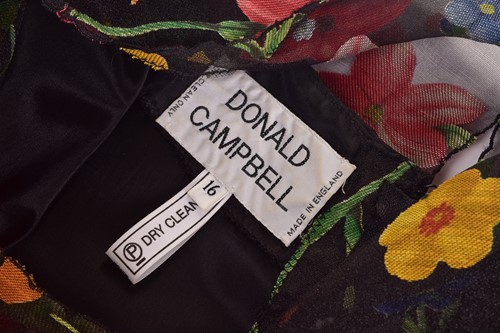 DONALD
CAMPBELL
CLEAN ONLY
MADE IN ENGLAND
16
P DRY CLEAN